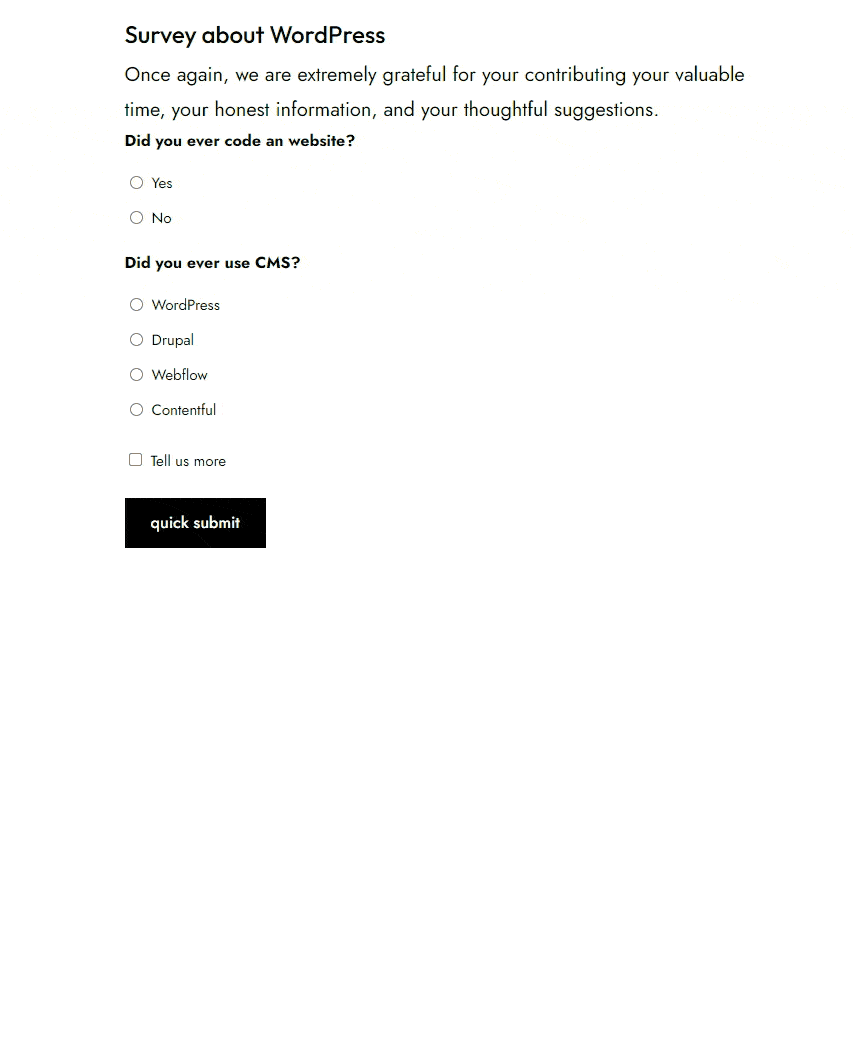 Survey about WordPress
Once again, we are extremely grateful for your contributing your valuable
time, your honest information, and your thoughtful suggestions.
Did you ever code an website?
Yes
No
Did you ever use CMS?
WordPress
Drupal
Webflow
Contentful
Tell us more
quick submit